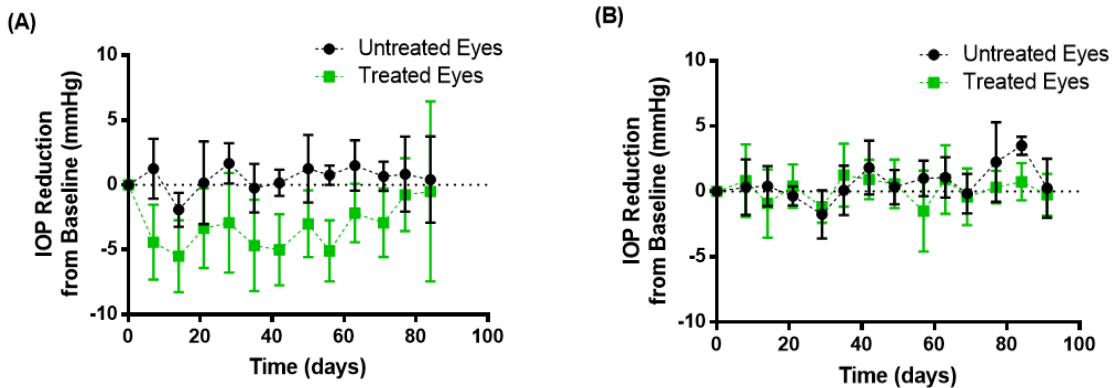 (A)
Untreated Eyes
Treated Eyes
IOP Reduction
from Baseline (mmHg)
10
5
0
-5
-10
0
20
40
60
80
100
Time (days)
(B)
Untreated Eyes
Treated Eyes
IOP Reduction
from Baseline (mmHg)
10
5
0
-5
-10
0
20
40
60
80
100
Time (days)